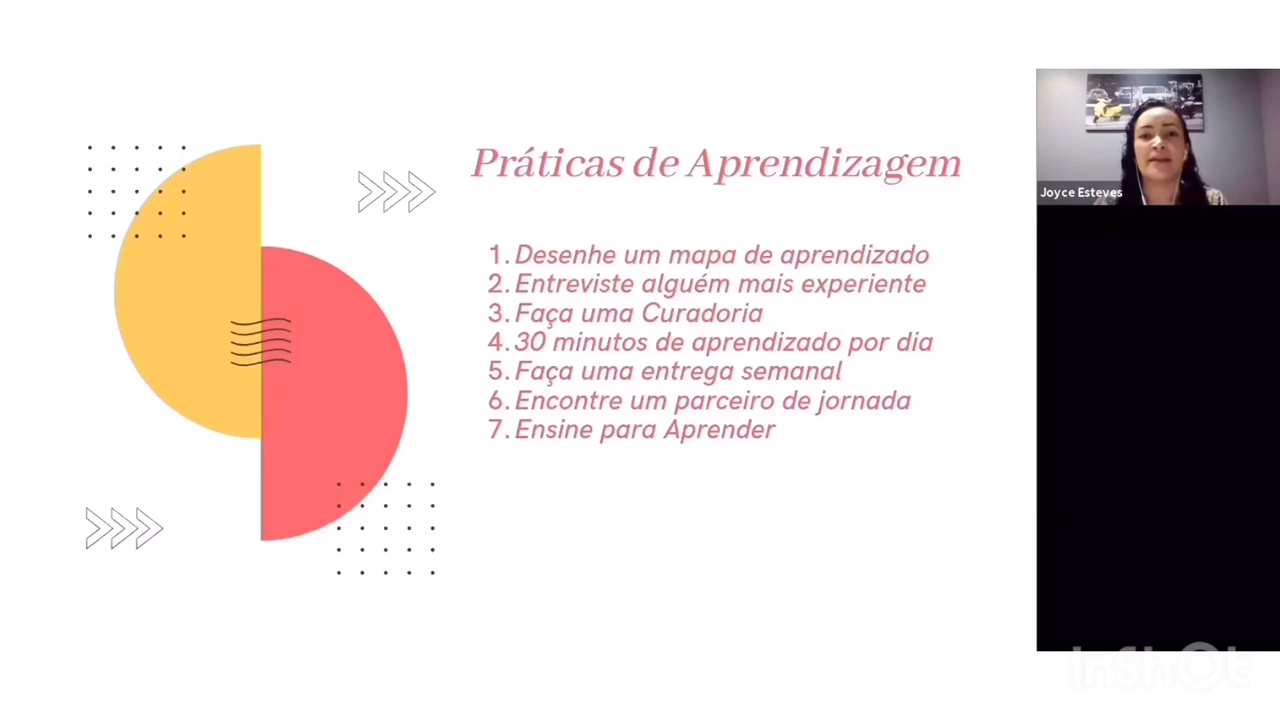 Práticas de Aprendizagem
1. Desenhe um mapa de aprendizado
2. Entreviste alguém mais experiente
3. Faça uma Curadoria
4. 30 minutos de aprendizado por dia
5. Faça uma entrega semanal
6. Encontre um parceiro de jornada
7. Ensine para Aprender
Joyce Esteves
InShOt